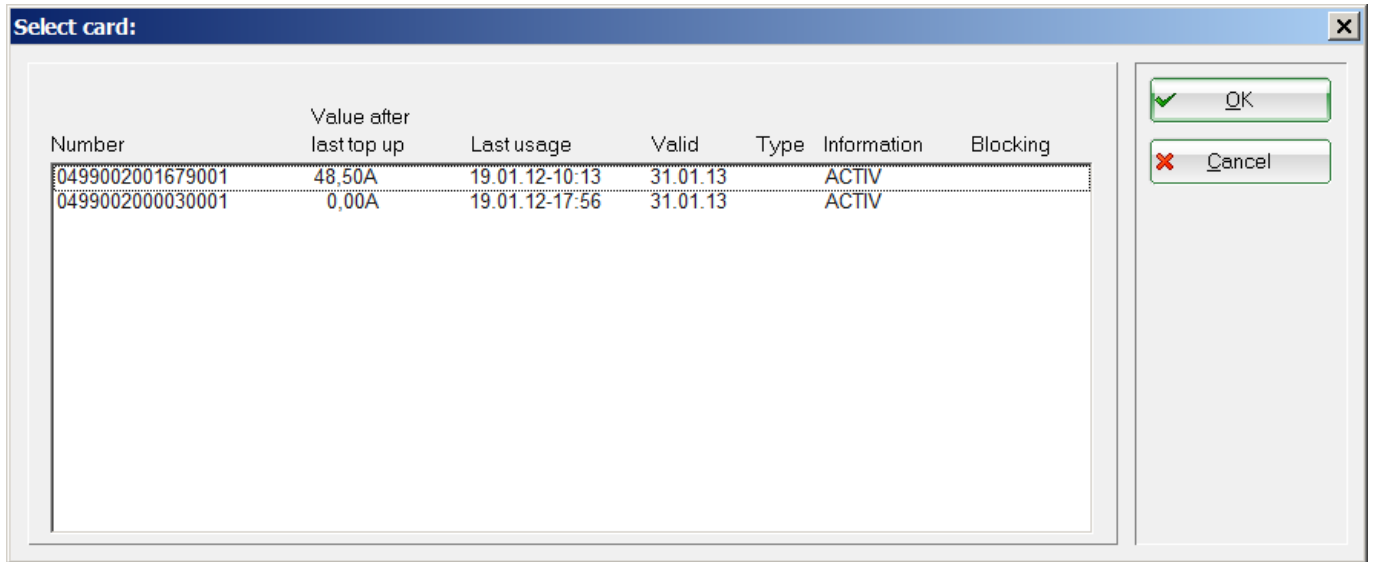 Select card:
OK
Value after
Number last top up Last usage Valid Type Information Blocking
Cancel
0499002001679001 48,50A 19.01.12-10:13 31.01.13 ACTIV
0499002000030001 0,00A 19.01.12-17:56 31.01.13 ACTIV